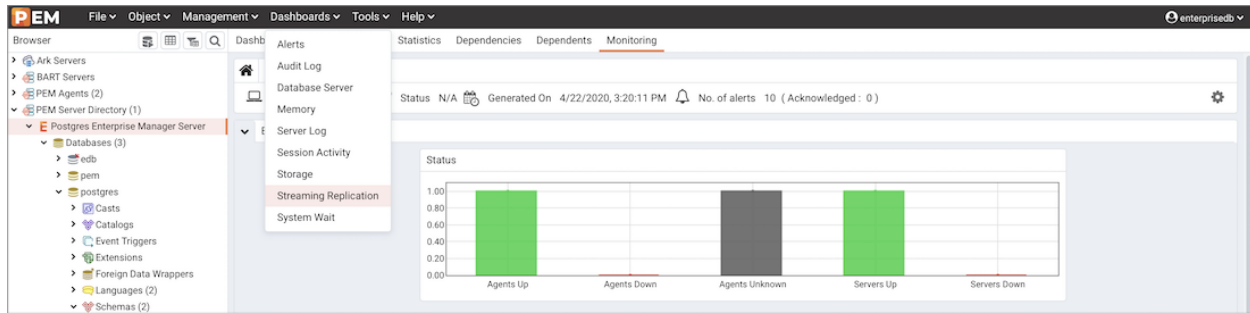 PEM File Object Management Dashboards Tools Help enterprisedb
Browser
Dashb
Statistics Dependencies Dependents Monitoring
Alerts
Audit Log
Database Server
Memory
Server Log
Session Activity
Storage
Streaming Replication
System Wait
Ark Servers
BART Servers
PEM Agents (2)
PEM Server Directory (1)
Postgres Enterprise Manager Server
Databases (3)
edb
pem
postgres
Casts
Catalogs
Event Triggers
Extensions
Foreign Data Wrappers
Languages (2)
Schemas (2)
Status N/A Generated On 4/22/2020, 3:20:11 PM No. of alerts 10 (Acknowledged: 0)
Status
1.00
0.80
0.60
0.40
0.20
0.00
Agents Up Agents Down Agents Unknown Servers Up Servers Down